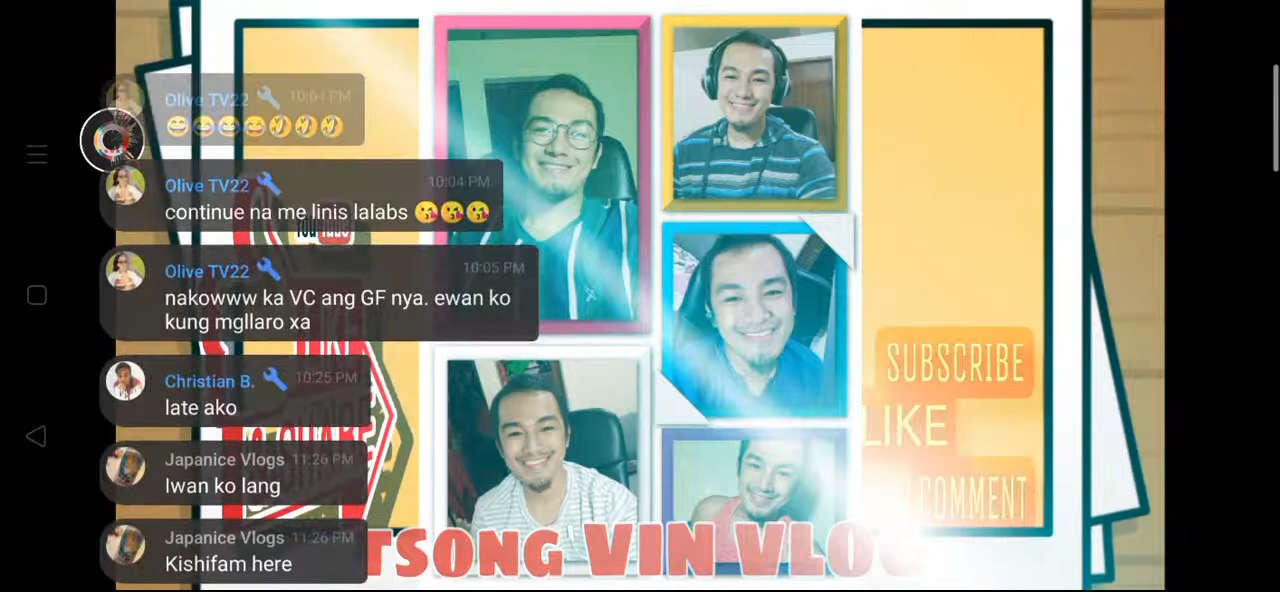 Olive TV22 10:04 PM
😄😂😂😂🤣🤣🤣
Olive TV22 10:04 PM
continue na me linis lalabs 😘😘😘
YOUTUBE
Olive TV22 10:05 PM
nakowww ka VC ang GF nya. ewan ko
kung mgllaro xa
Christian B. 10:25 PM
late ako
Japanice Vlogs 11:26 PM
Iwan ko lang
Japanice Vlogs 11:26 PM
Kishifam here
SUBSCRIBE
LIKE
COMMENT
TSONG VIN VLOG